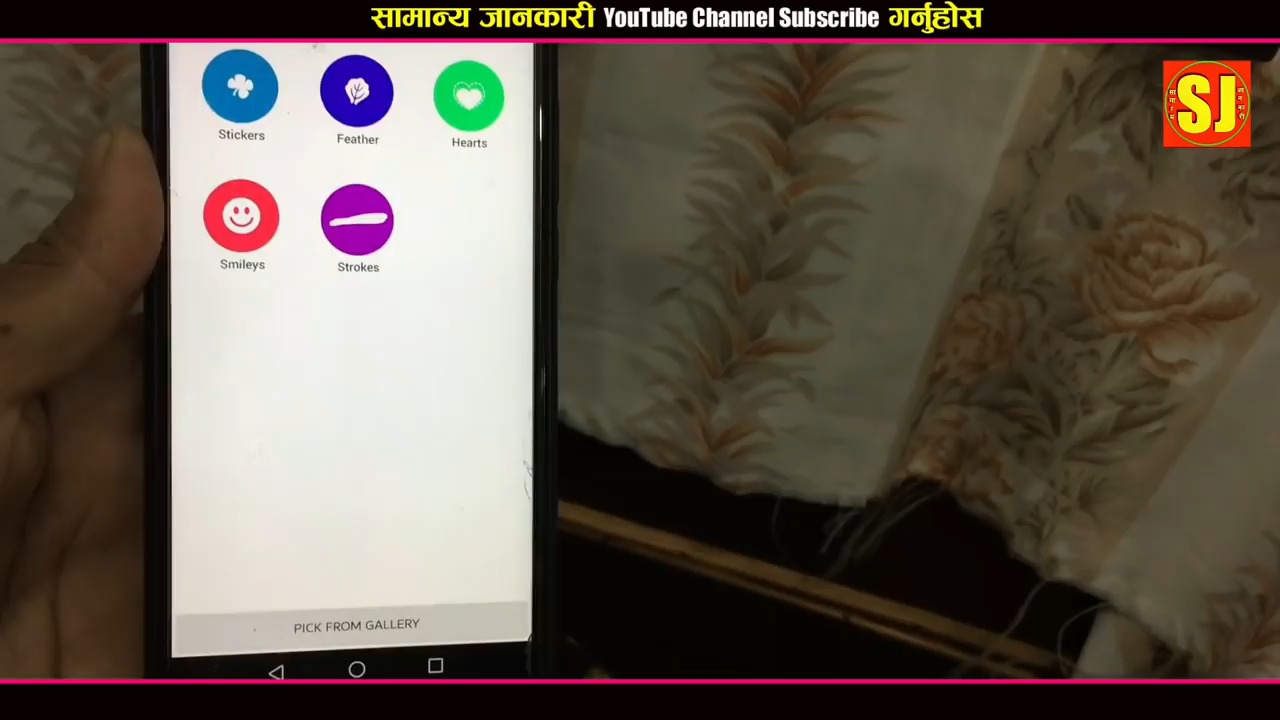 सामान्य जानकारी YouTube Channel Subscribe गर्नुहोस
SJ
Stickers
Feather
Hearts
Smileys
Strokes
PICK FROM GALLERY